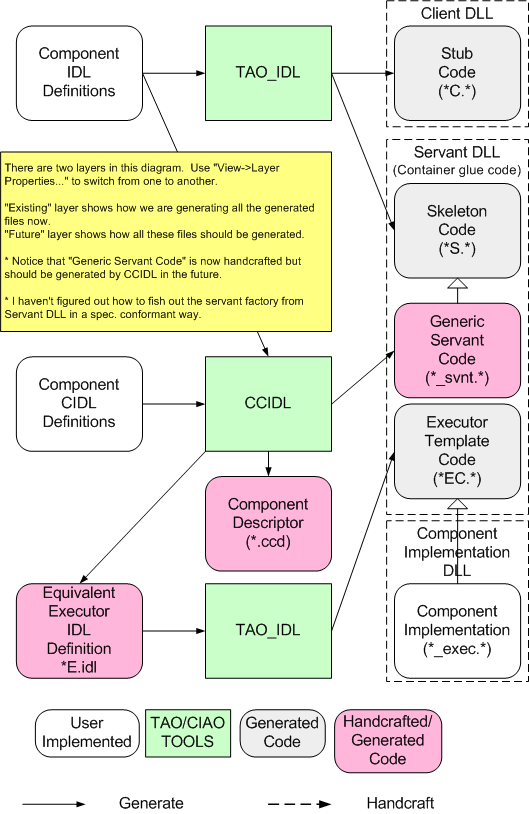 Client DLL
Component
IDL
Definitions
TAO_IDL
Stub
Code
(*C.*)
Servant DLL
(Container glue code)
There are two layers in this diagram.  Use "View->Layer
Properties..." to switch from one to another.
"Existing" layer shows how we are generating all the generated
files now.
"Future" layer shows how all these files should be generated.
* Notice that "Generic Servant Code" is now handcrafted but
should be generated by CCIDL in the future.
* I haven't figured out how to fish out the servant factory from
Servant DLL in a spec. conformant way.
Skeleton
Code
(*S.*)
Generic
Servant
Code
(*_svnt.*)
Component
CIDL
Definitions
CCIDL
Executor
Template
Code
(*EC.*)
Component
Descriptor
(*.ccd)
Component
Implementation
DLL
Equivalent
Executor
IDL
Definition
*E.idl
TAO_IDL
Component
Implementation
(*_exec.*)
User
Implemented
TAO/CIAO
TOOLS
Generated
Code
Handcrafted/
Generated
Code
Generate
Handcraft